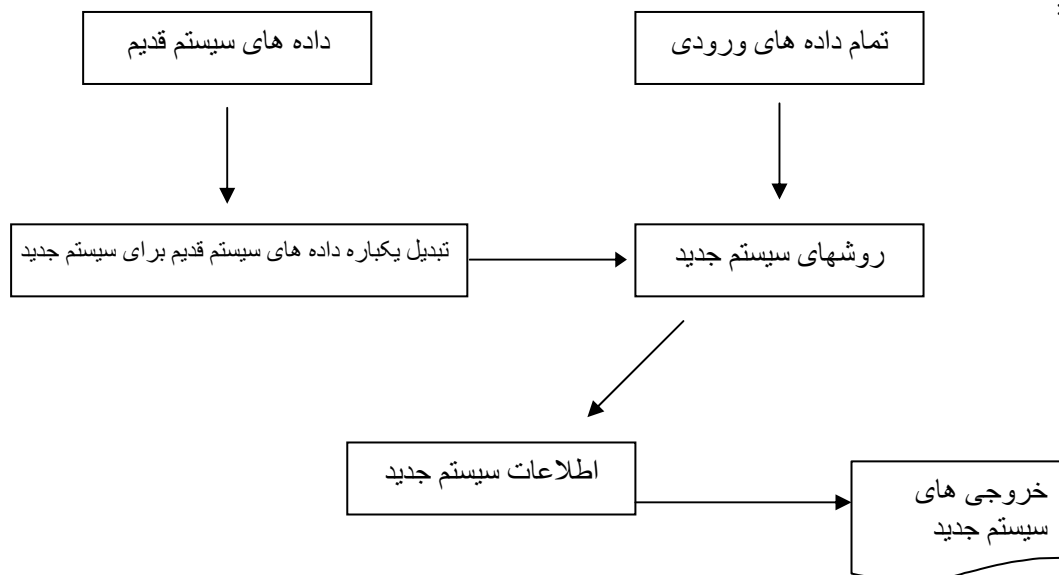 تمام داده های ورودی
داده های سیستم قدیم
روشهای سیستم جدید
تبدیل یکباره داده های سیستم قدیم برای سیستم جدید
اطلاعات سیستم جدید
خروجی های
سیستم جدید